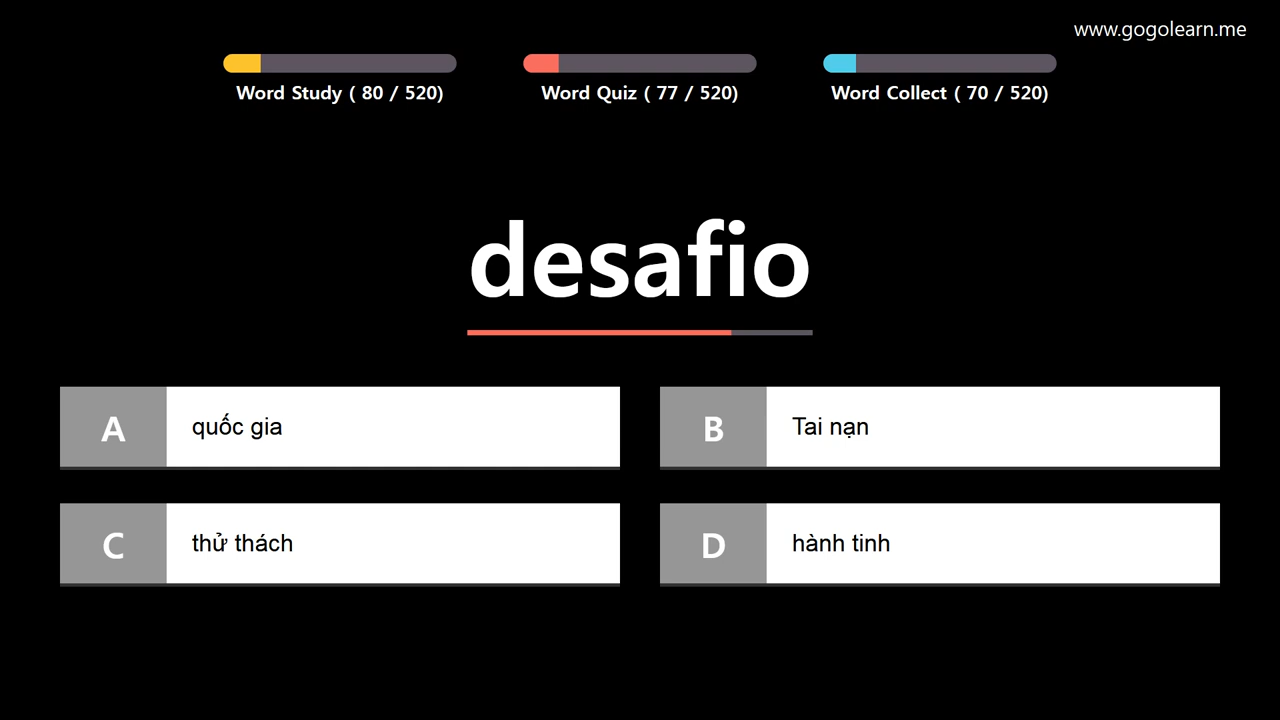 www.gogolearn.me
Word Study ( 80 / 520)
Word Quiz ( 77 / 520)
Word Collect ( 70 / 520)
desafio
A
quốc gia
B
Tai nạn
C
thử thách
D
hành tinh